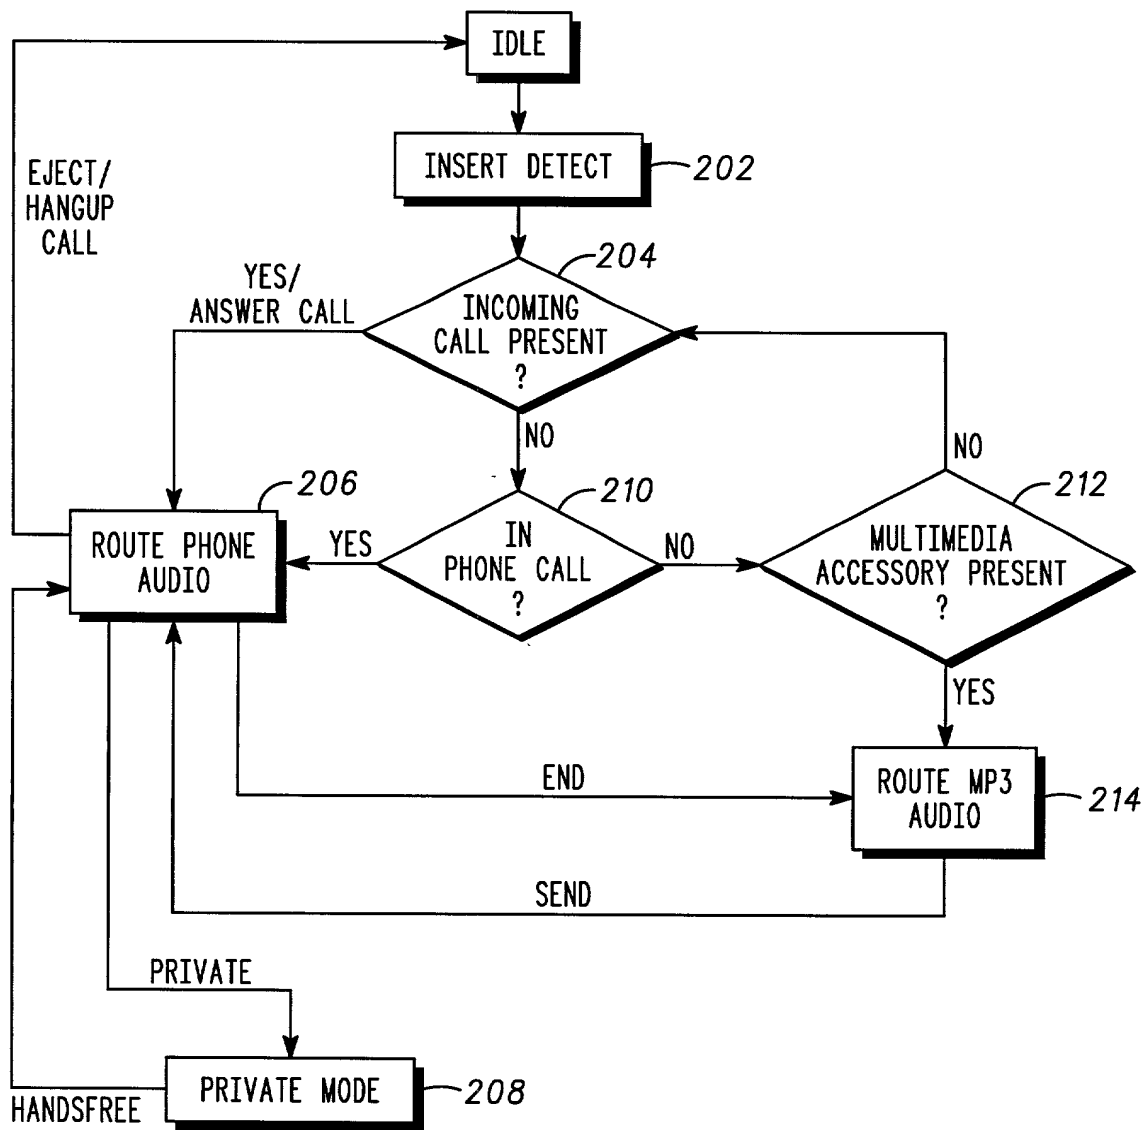 IDLE
INSERT DETECT
202
EJECT/
HANGUP
CALL
204
YES/
ANSWER CALL
INCOMING
CALL PRESENT
?
NO
NO
206
210
212
ROUTE PHONE
AUDIO
YES
IN
PHONE CALL
?
NO
MULTIMEDIA
ACCESSORY PRESENT
?
YES
END
ROUTE MP3
AUDIO
214
SEND
PRIVATE
PRIVATE MODE
208
HANDSFREE